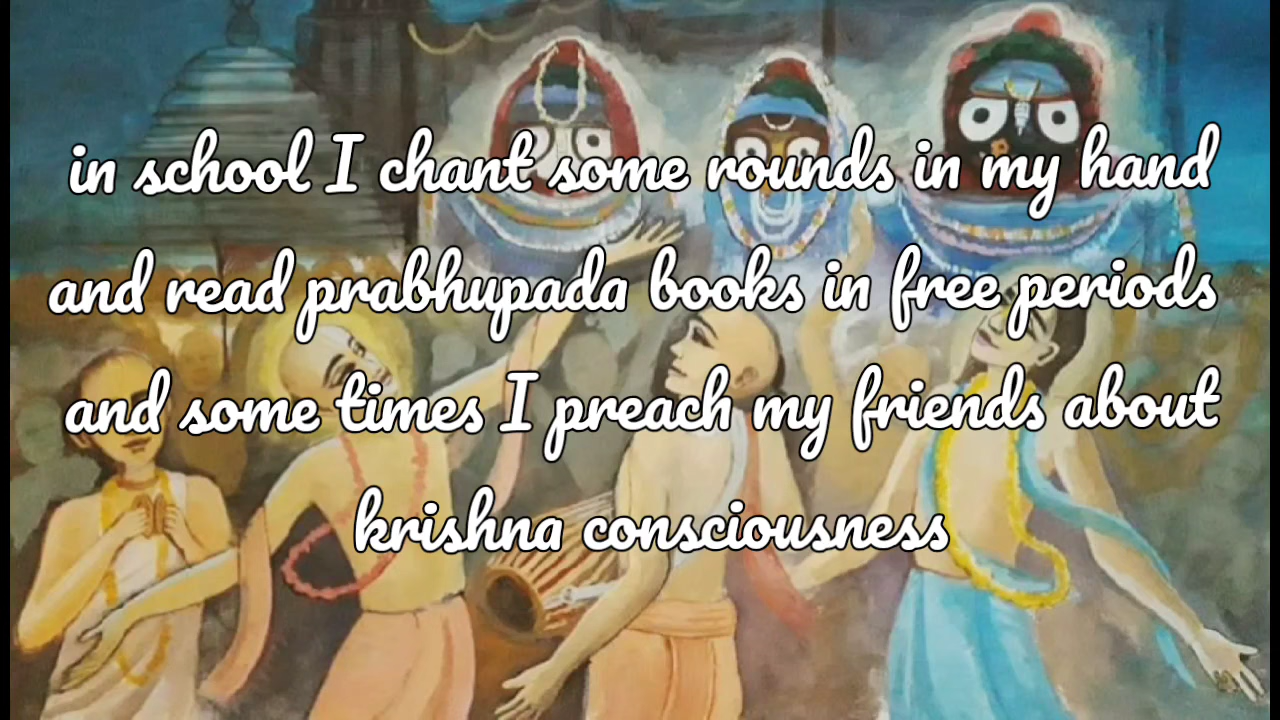 in school I chant some rounds in my hand
and read prabhupada books in free periods
and some times I preach my friends about
krishna consciousness